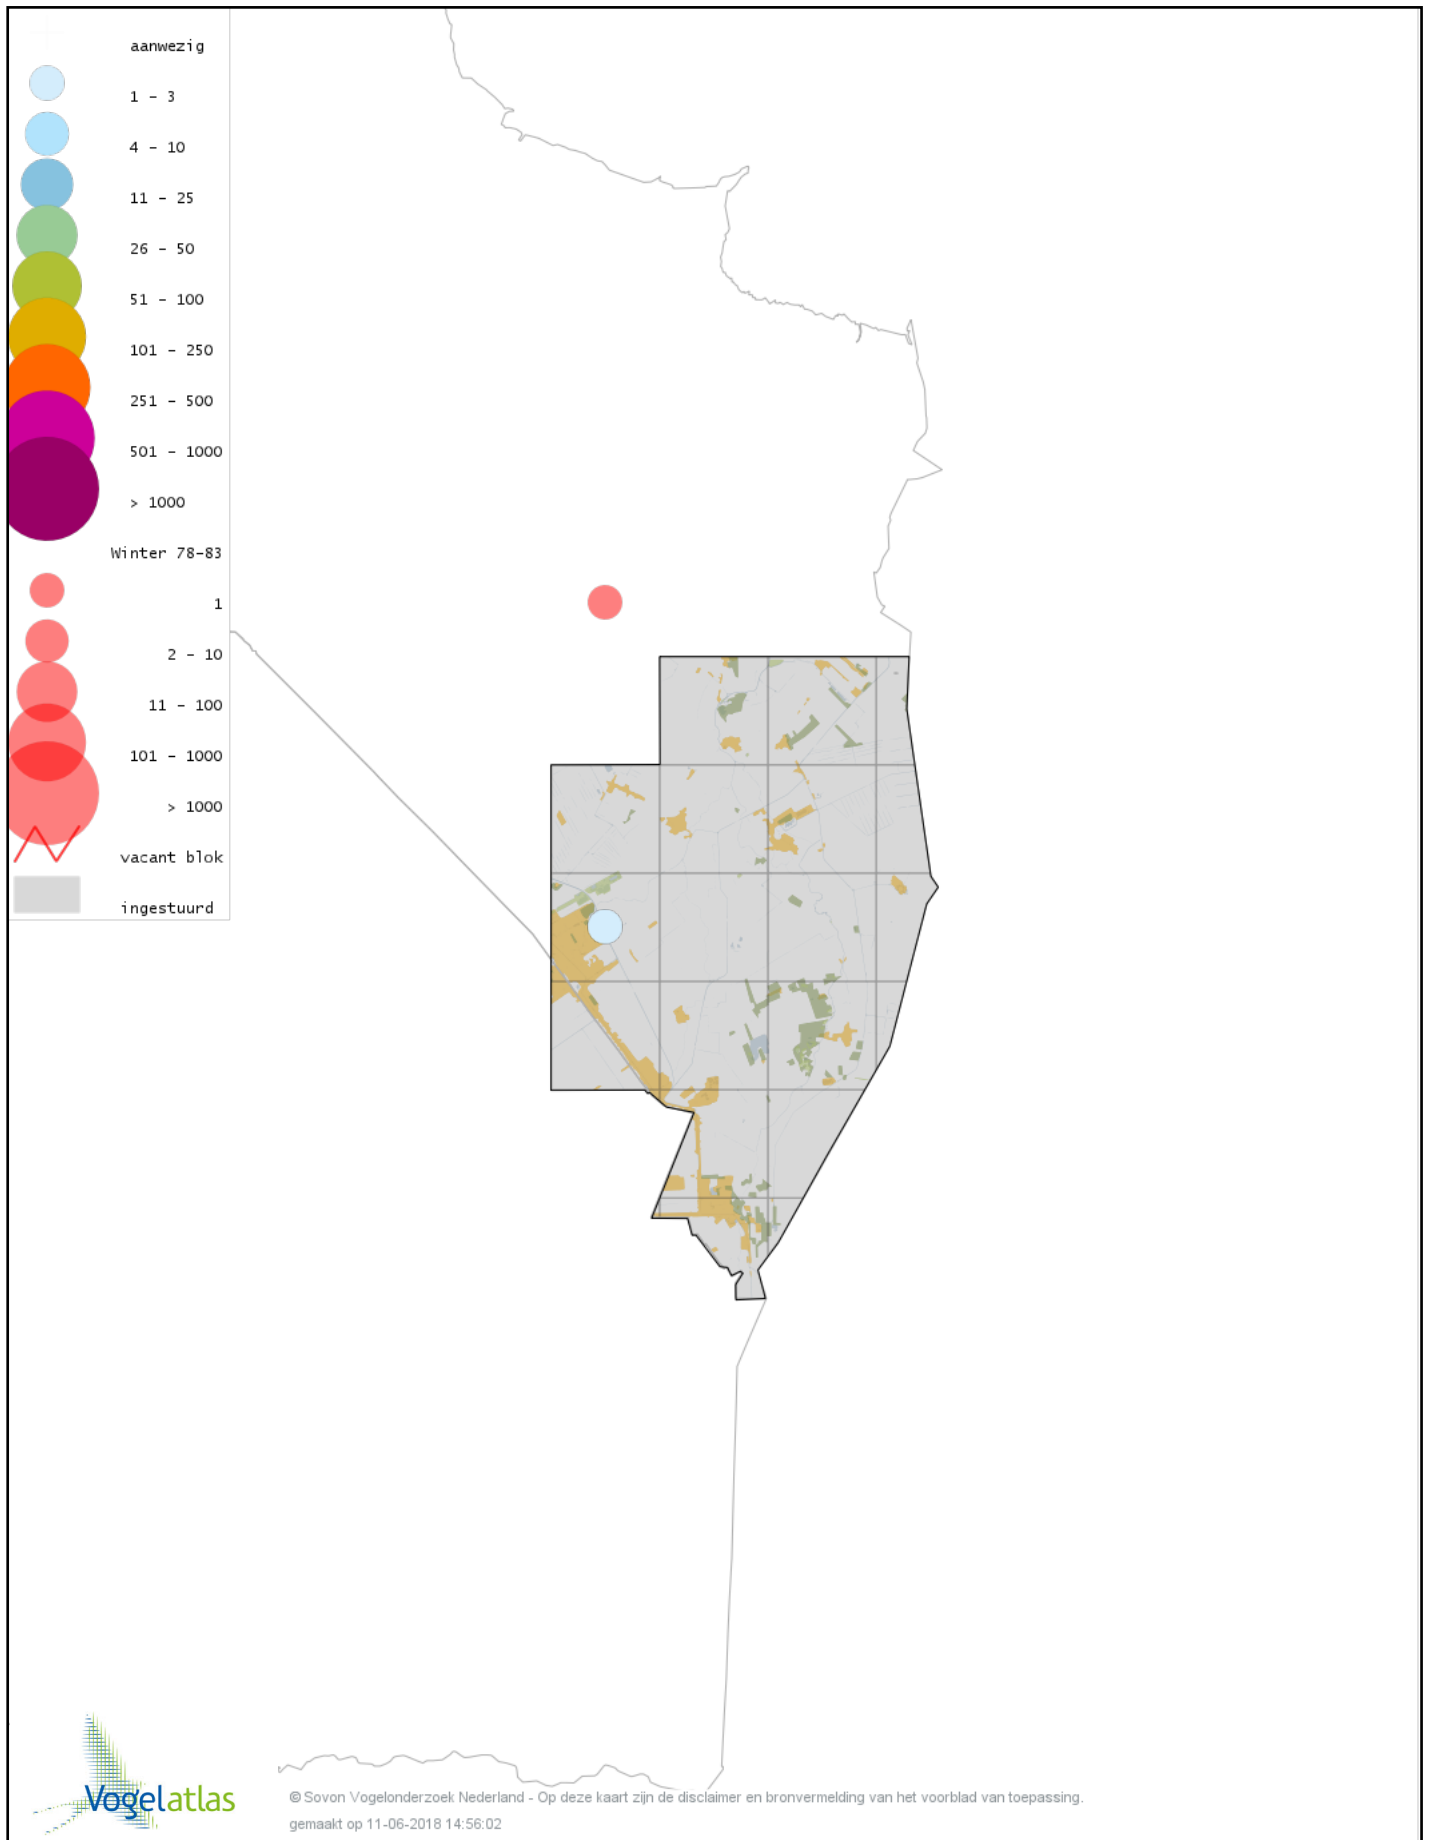 aanwezig
1 - 3
4 - 10
11 - 25
26 - 50
51 - 100
101 - 250
251 - 500
501 - 1000
> 1000
Winter 78-83
1
2 - 10
11 - 100
101 - 1000
> 1000
vacant blok
ingestuurd
Vogelatlas
© Sovon Vogelonderzoek Nederland - Op deze kaart zijn de disclaimer en bronvermelding van het voorblad van toepassing.
gemaakt op 11-06-2018 14:56:02